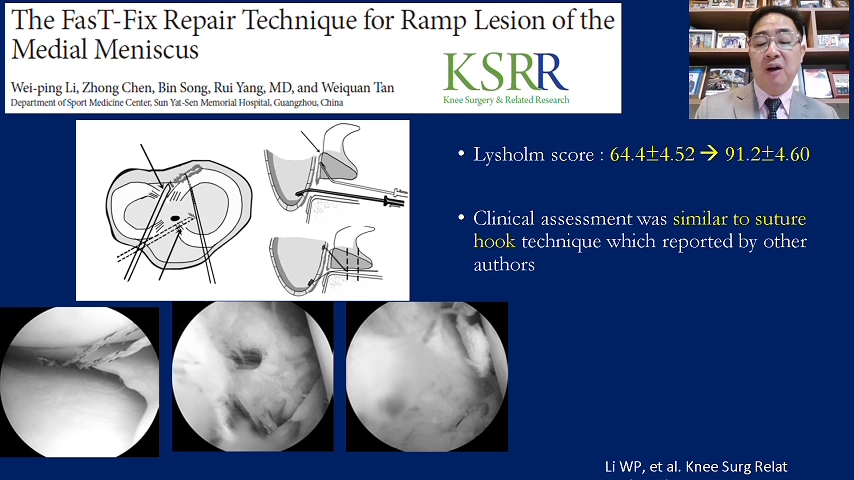 The FasT-Fix Repair Technique for Ramp Lesion of the
Medial Meniscus
Wei-ping Li, Zhong Chen, Bin Song, Rui Yang, MD, and Weiquan Tan
Department of Sport Medicine Center, Sun Yat-Sen Memorial Hospital, Guangzhou, China
KSRR
Knee Surgery & Related Research
• Lysholm score : 64.4±4.52 → 91.2±4.60
• Clinical assessment was similar to suture
hook technique which reported by other
authors
Li WP, et al. Knee Surg Relat